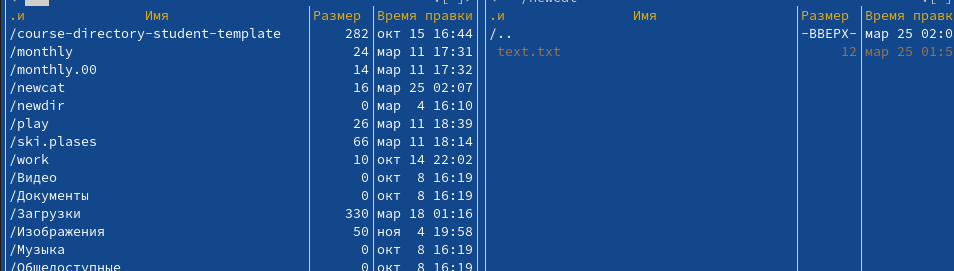 .и Имя Размер Время правки
/course-directory-student-template 282 окт 15 16:44
/monthly 24 мар 11 17:31
/monthly.00 14 мар 11 17:32
/newcat 16 мар 25 02:07
/newdir 0 мар 4 16:10
/play 26 мар 11 18:39
/ski.plases 66 мар 11 18:14
/work 10 окт 14 22:02
/Видео 0 окт 8 16:19
/Документы 0 окт 8 16:19
/Загрузки 330 мар 18 01:16
/Изображения 50 ноя 4 19:58
/Музыка 0 окт 8 16:19
/Общедоступные 0 окт 8 16:19
/newcat
.и Имя Размер Время правк
/.. -ВВЕРХ- мар 25 02:0
text.txt 12 мар 25 01:5